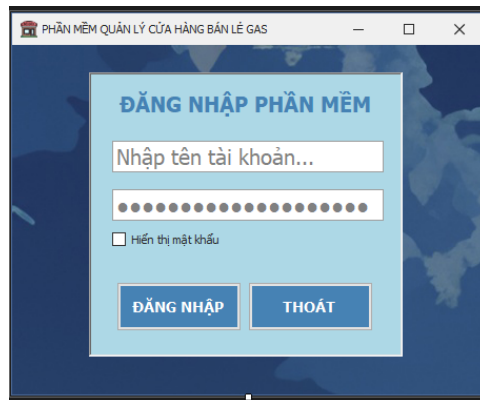 PHẦN MỀM QUẢN LÝ CỬA HÀNG BÁN LẺ GAS
ĐĂNG NHẬP PHẦN MỀM
Nhập tên tài khoản...
●●●●●●●●●●●●●●●●●●●●
Hiển thị mật khẩu
ĐĂNG NHẬP THOÁT